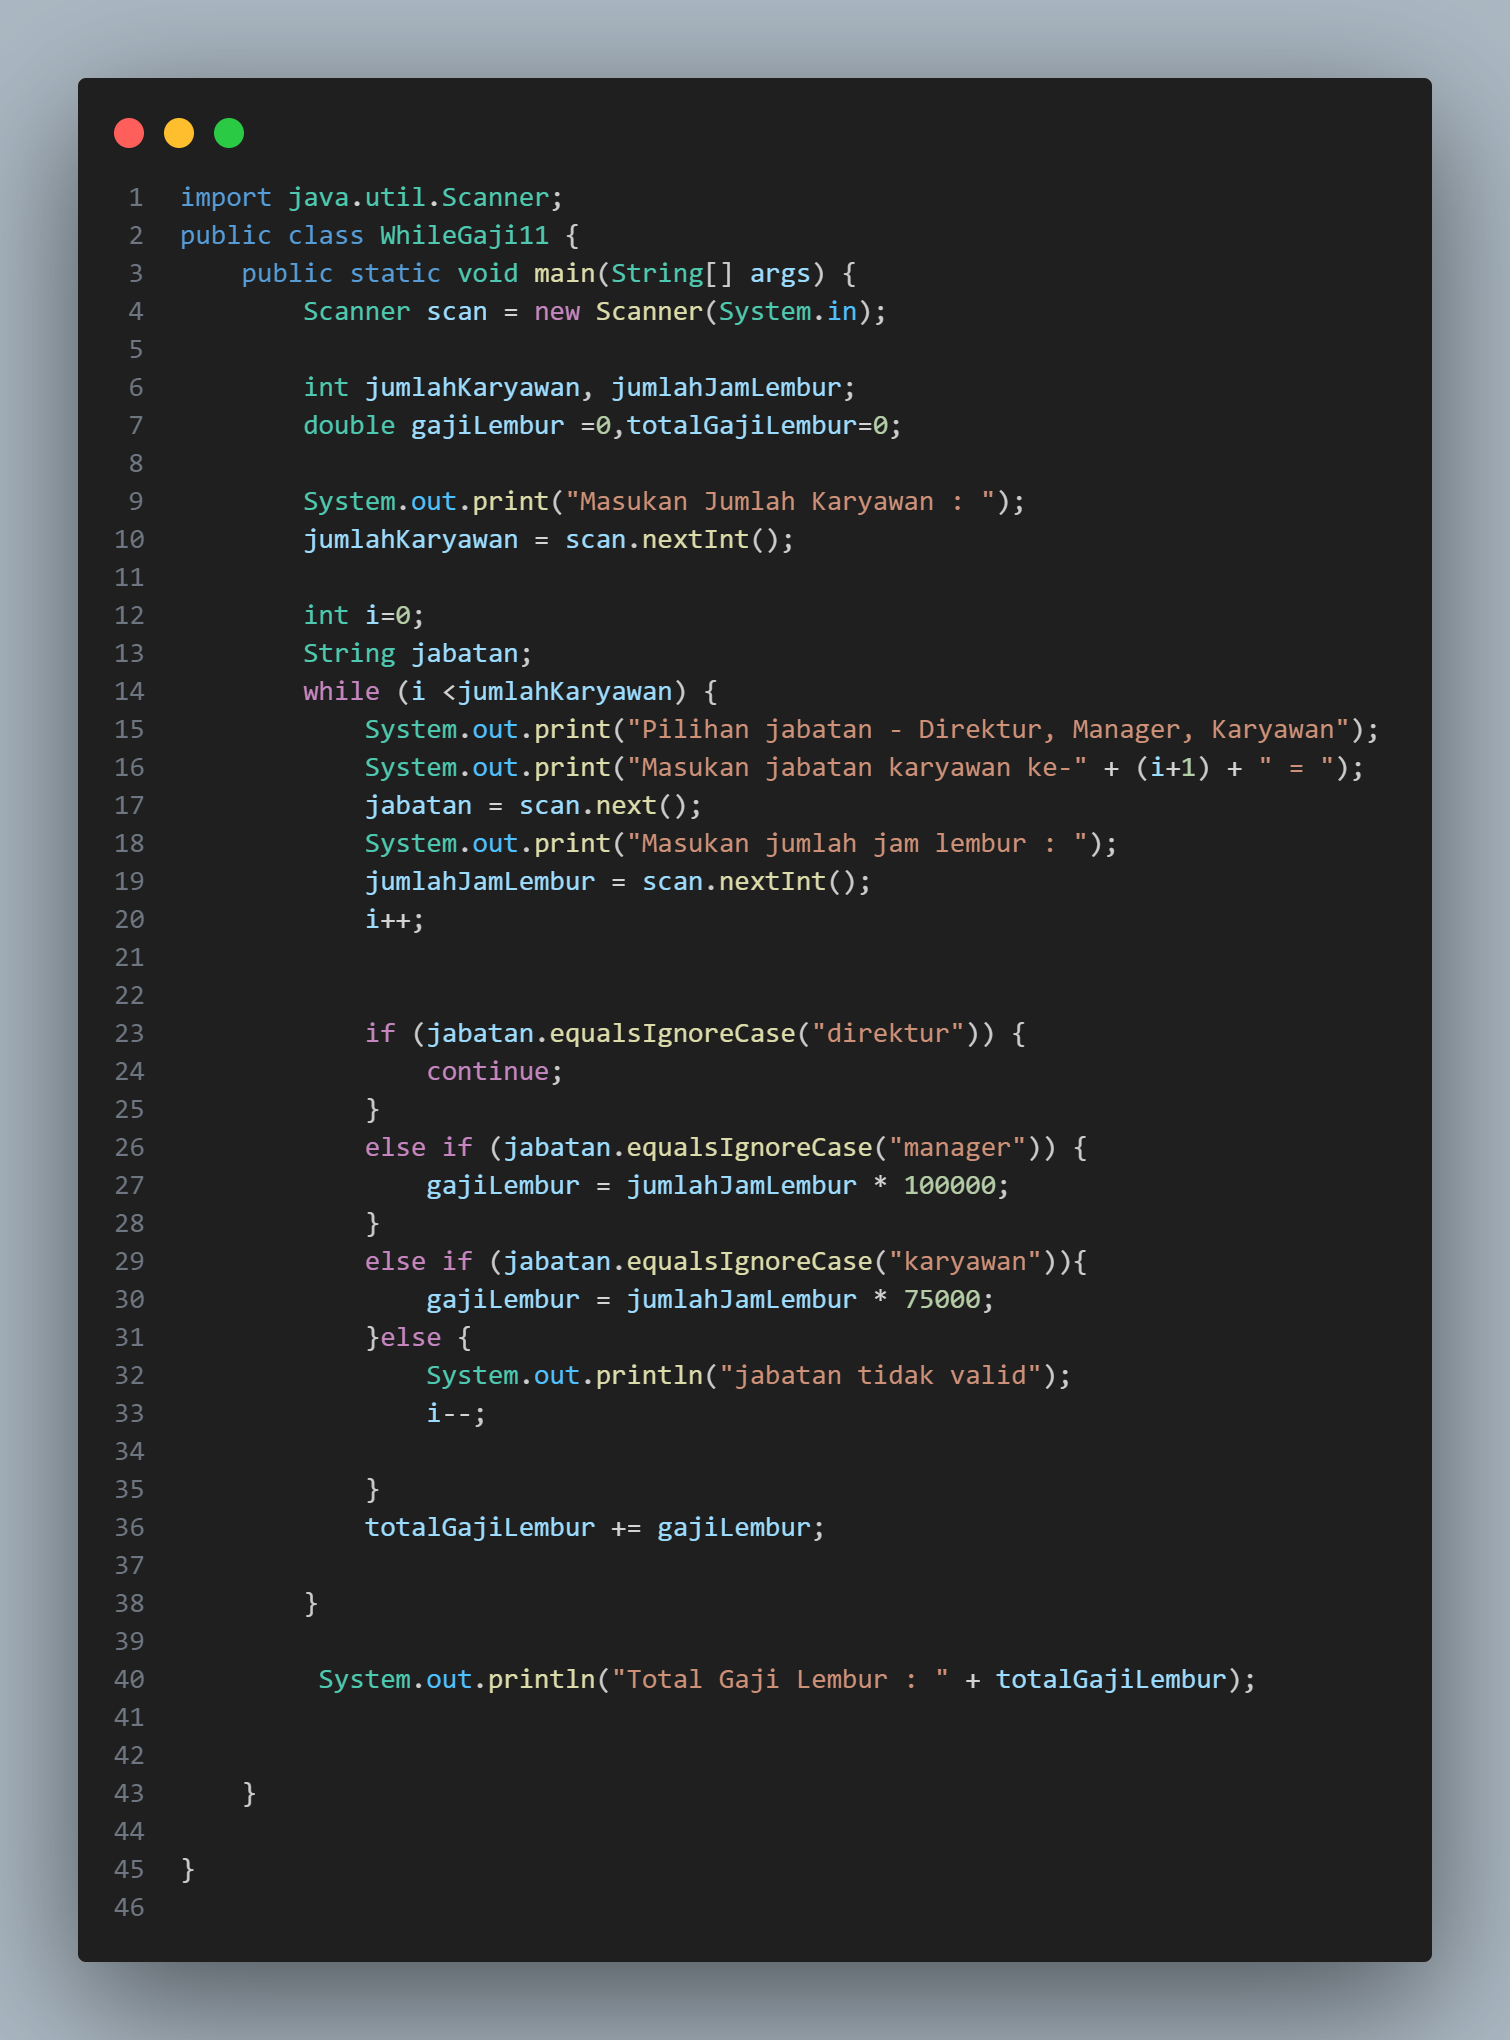 1 import java.util.Scanner;
2 public class WhileGaji11 {
3     public static void main(String[] args) {
4         Scanner scan = new Scanner(System.in);
5
6         int jumlahKaryawan, jumlahJamLembur;
7         double gajiLembur =0,totalGajiLembur=0;
8
9         System.out.print("Masukan Jumlah Karyawan : ");
10         jumlahKaryawan = scan.nextInt();
11
12         int i=0;
13         String jabatan;
14         while (i <jumlahKaryawan) {
15             System.out.print("Pilihan jabatan - Direktur, Manager, Karyawan");
16             System.out.print("Masukan jabatan karyawan ke-" + (i+1) + " = ");
17             jabatan = scan.next();
18             System.out.print("Masukan jumlah jam lembur : ");
19             jumlahJamLembur = scan.nextInt();
20             i++;
21
22
23             if (jabatan.equalsIgnoreCase("direktur")) {
24                 continue;
25             }
26             else if (jabatan.equalsIgnoreCase("manager")) {
27                 gajiLembur = jumlahJamLembur * 100000;
28             }
29             else if (jabatan.equalsIgnoreCase("karyawan")){
30                 gajiLembur = jumlahJamLembur * 75000;
31             }else {
32                 System.out.println("jabatan tidak valid");
33                 i--;
34
35             }
36             totalGajiLembur += gajiLembur;
37
38         }
39
40          System.out.println("Total Gaji Lembur : " + totalGajiLembur);
41
42
43     }
44
45 }
46